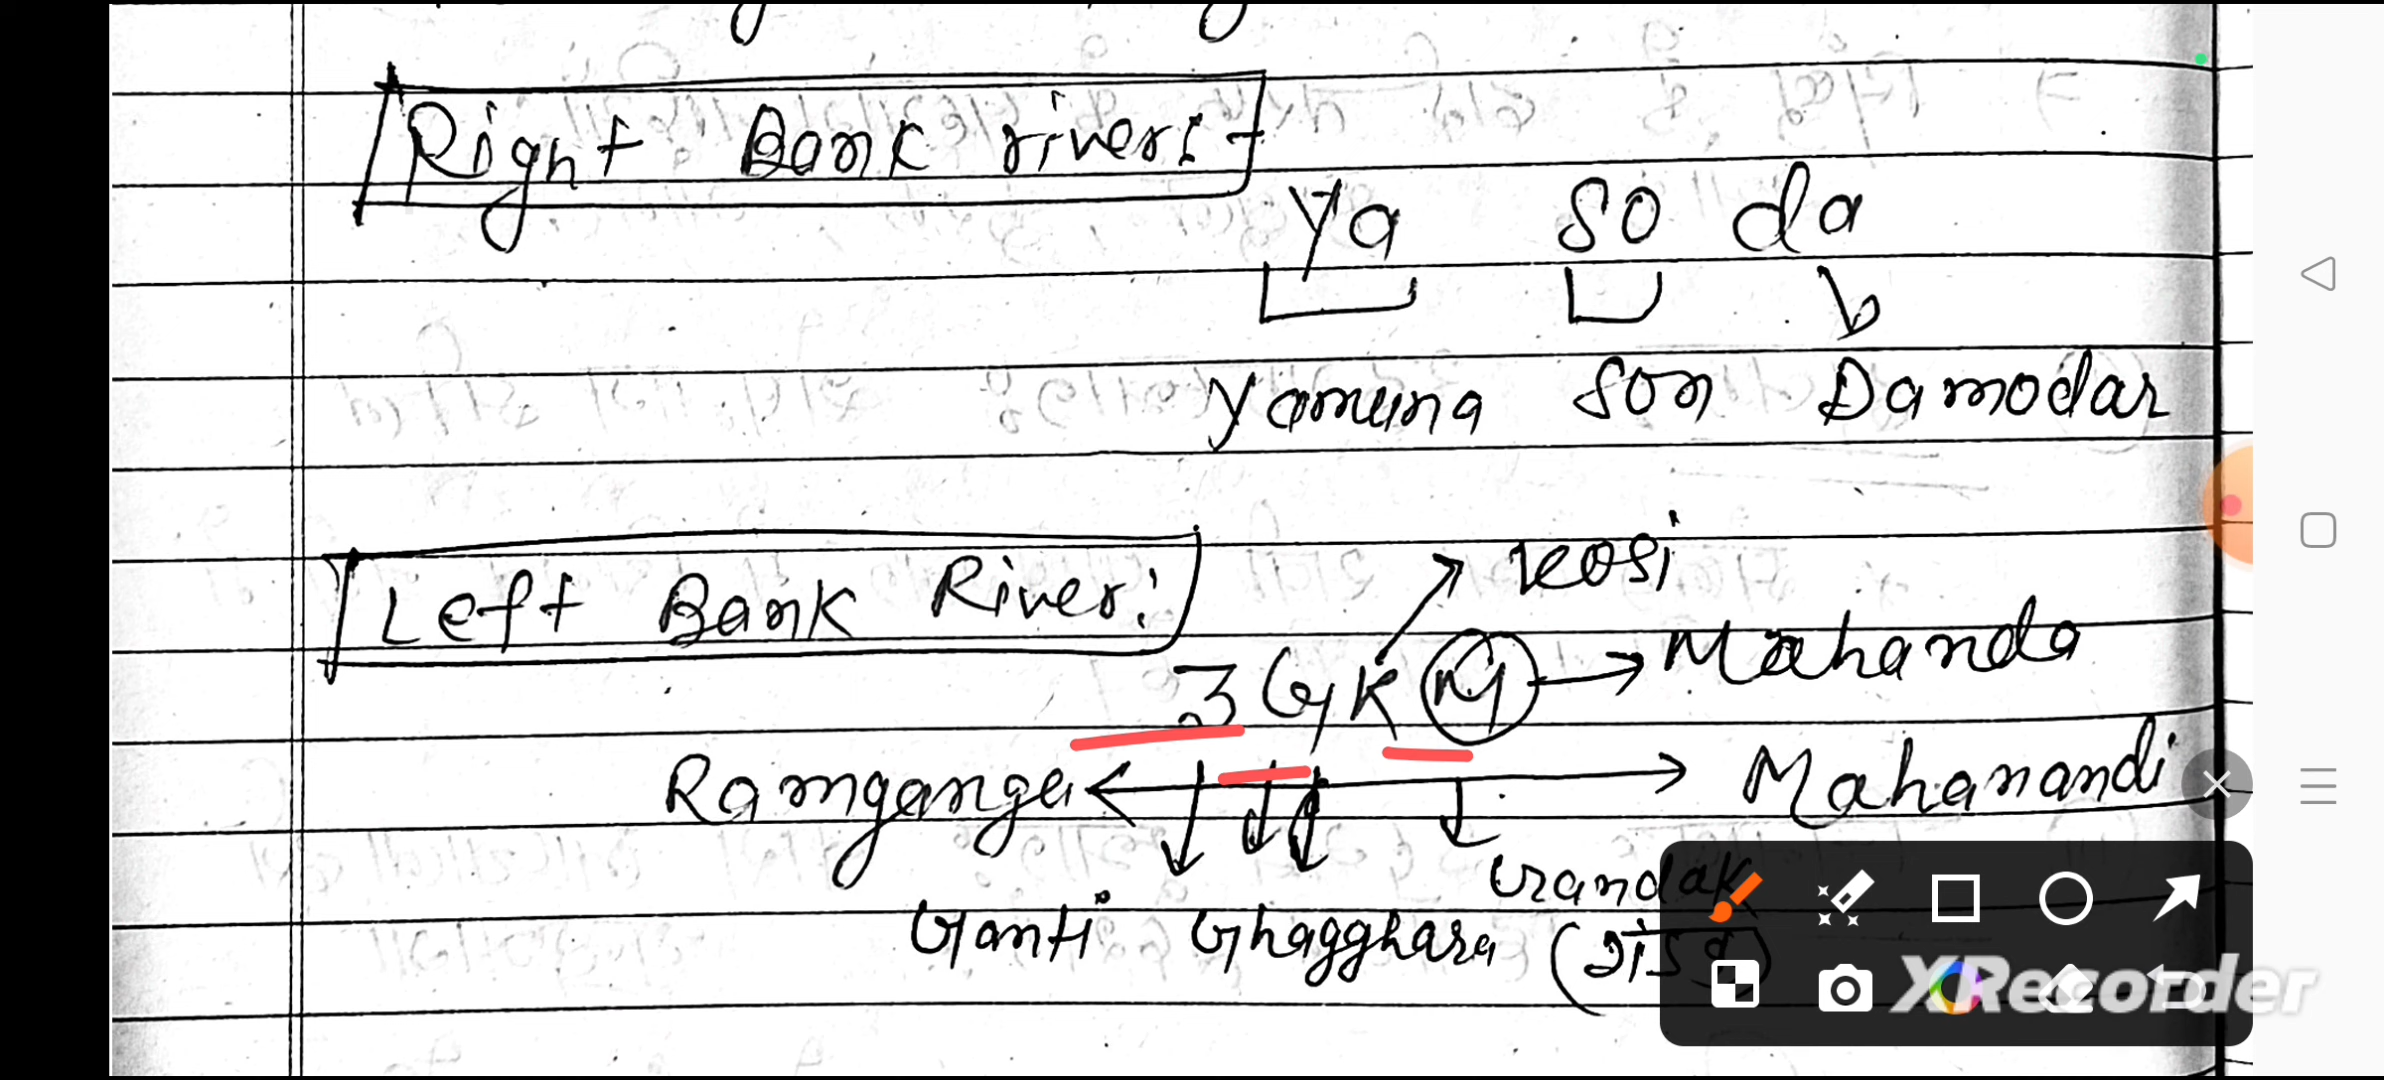 Right Bank rivers:-
Ya so da
Yamuna Son Damodar
Left Bank River:
Kosi
3 G K M → Mahanda
Ramganga Mahanandi
Gandak
Ganti Ghagghara
XRecorder